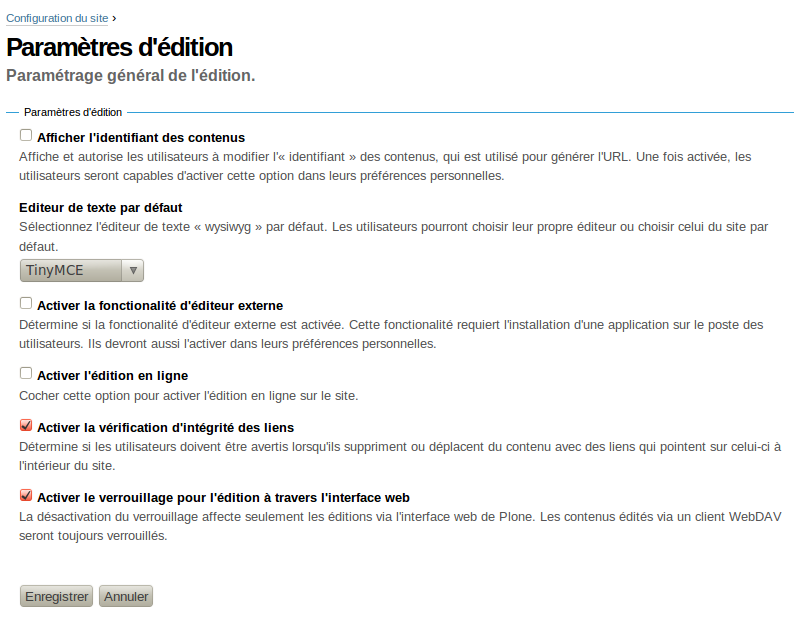 Configuration du site ›
Paramètres d'édition
Paramétrage général de l'édition.
Paramètres d'édition
Afficher l'identifiant des contenus
Affiche et autorise les utilisateurs à modifier l'« identifiant » des contenus, qui est utilisé pour générer l'URL. Une fois activée, les
utilisateurs seront capables d'activer cette option dans leurs préférences personnelles.
Editeur de texte par défaut
Sélectionnez l'éditeur de texte « wysiwyg » par défaut. Les utilisateurs pourront choisir leur propre éditeur ou choisir celui du site par
défaut.
TinyMCE
Activer la fonctionalité d'éditeur externe
Détermine si la fonctionalité d'éditeur externe est activée. Cette fonctionalité requiert l'installation d'une application sur le poste des
utilisateurs. Ils devront aussi l'activer dans leurs préférences personnelles.
Activer l'édition en ligne
Cocher cette option pour activer l'édition en ligne sur le site.
Activer la vérification d'intégrité des liens
Détermine si les utilisateurs doivent être avertis lorsqu'ils suppriment ou déplacent du contenu avec des liens qui pointent sur celui-ci à
l'intérieur du site.
Activer le verrouillage pour l'édition à travers l'interface web
La désactivation du verrouillage affecte seulement les éditions via l'interface web de Plone. Les contenus édités via un client WebDAV
seront toujours verrouillés.
Enregistrer Annuler